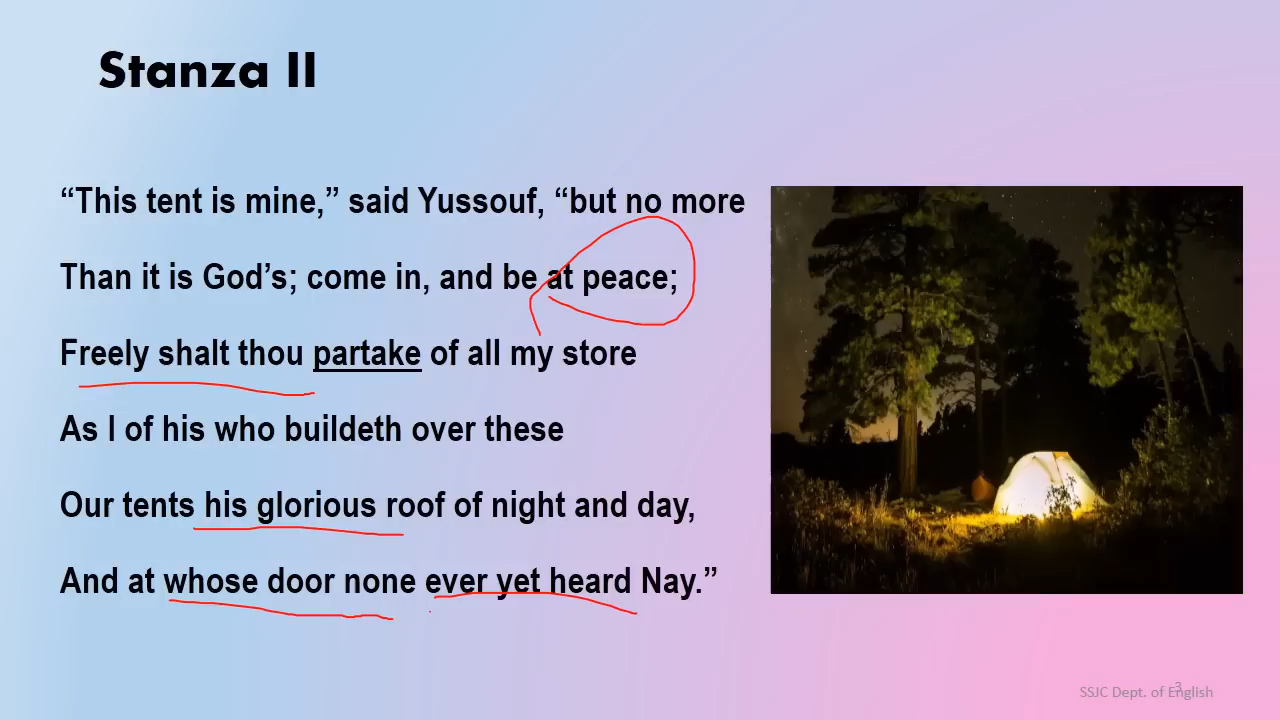 Stanza II
“This tent is mine,” said Yussouf, “but no more
Than it is God’s; come in, and be at peace;
Freely shalt thou partake of all my store
As I of his who buildeth over these
Our tents his glorious roof of night and day,
And at whose door none ever yet heard Nay.”
SSJC Dept. of English
3